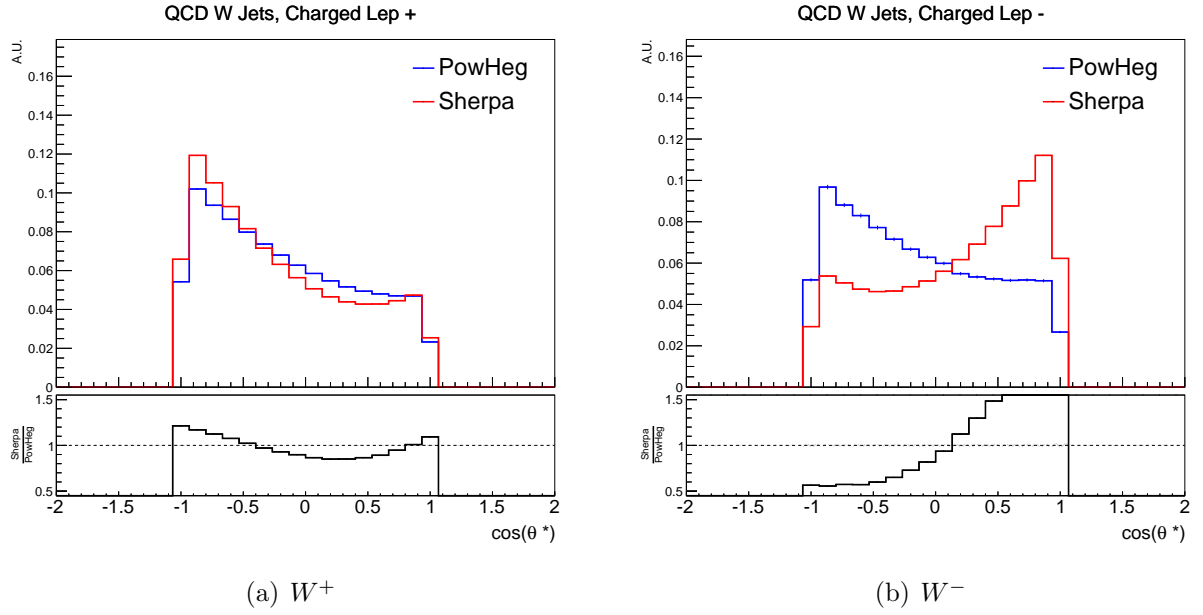 QCD W Jets, Charged Lep +
A.U.
0.16
0.14
0.12
0.1
0.08
0.06
0.04
0.02
0
PowHeg
Sherpa
Sherpa
PowHeg
1.5
1
0.5
-2 -1.5 -1 -0.5 0 0.5 1 1.5 2
cos(θ *)
(a) W+
QCD W Jets, Charged Lep -
A.U.
0.16
0.14
0.12
0.1
0.08
0.06
0.04
0.02
0
PowHeg
Sherpa
Sherpa
PowHeg
1.5
1
0.5
-2 -1.5 -1 -0.5 0 0.5 1 1.5 2
cos(θ *)
(b) W−